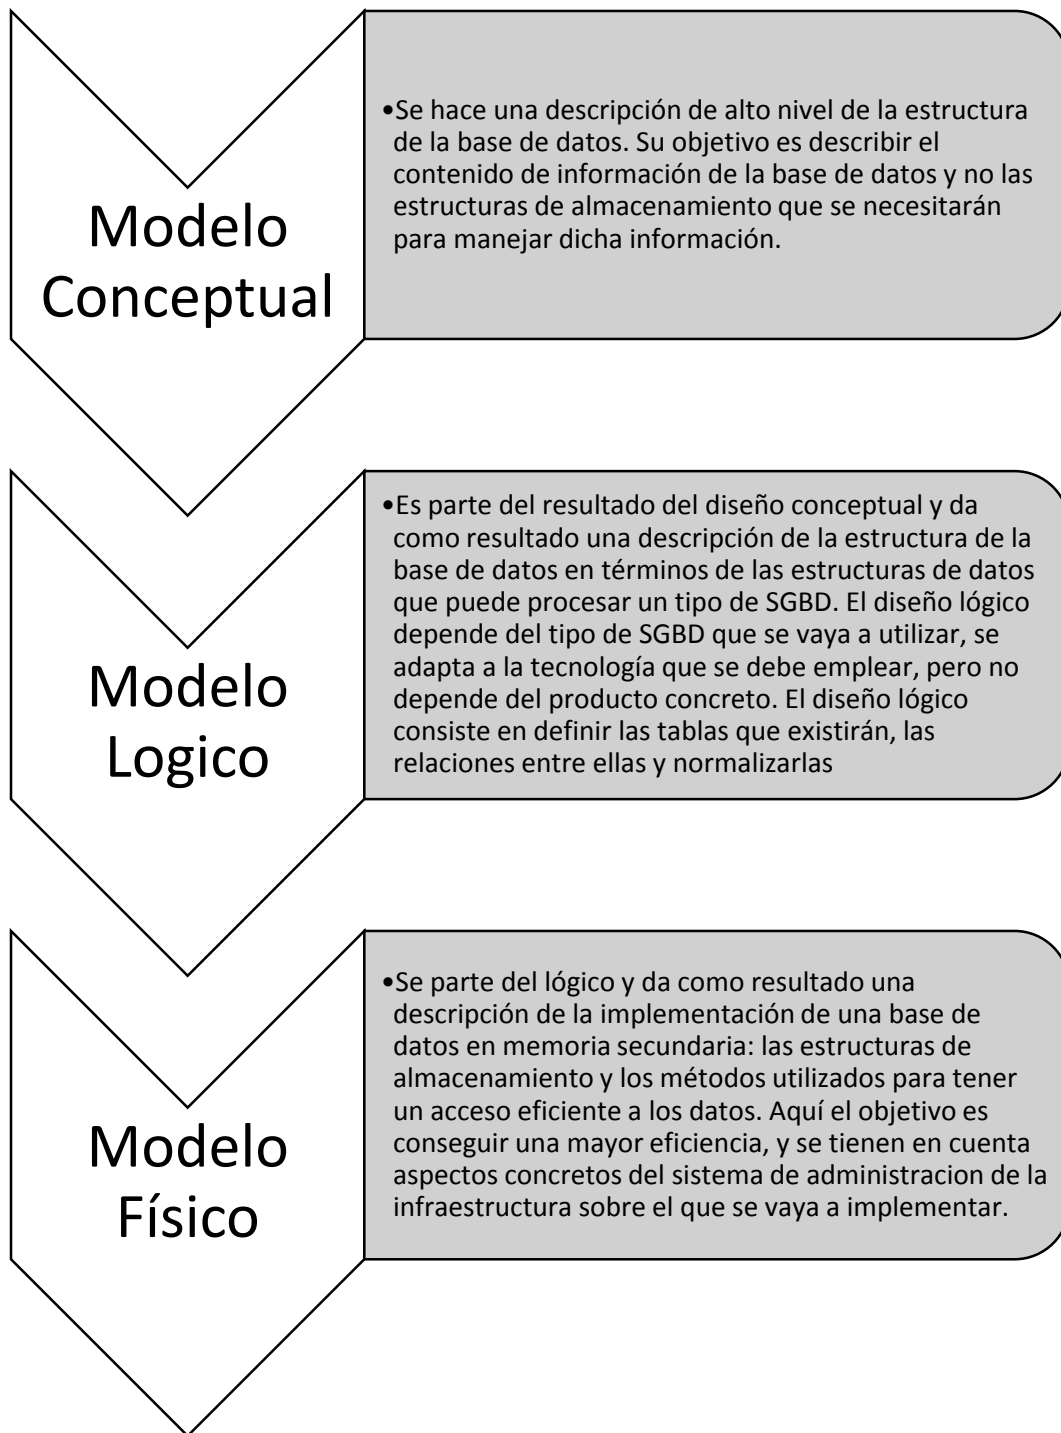 Modelo
Conceptual
•Se hace una descripción de alto nivel de la estructura
de la base de datos. Su objetivo es describir el
contenido de información de la base de datos y no las
estructuras de almacenamiento que se necesitarán
para manejar dicha información.
Modelo
Logico
•Es parte del resultado del diseño conceptual y da
como resultado una descripción de la estructura de la
base de datos en términos de las estructuras de datos
que puede procesar un tipo de SGBD. El diseño lógico
depende del tipo de SGBD que se vaya a utilizar, se
adapta a la tecnología que se debe emplear, pero no
depende del producto concreto. El diseño lógico
consiste en definir las tablas que existirán, las
relaciones entre ellas y normalizarlas
Modelo
Físico
•Se parte del lógico y da como resultado una
descripción de la implementación de una base de
datos en memoria secundaria: las estructuras de
almacenamiento y los métodos utilizados para tener
un acceso eficiente a los datos. Aquí el objetivo es
conseguir una mayor eficiencia, y se tienen en cuenta
aspectos concretos del sistema de administracion de la
infraestructura sobre el que se vaya a implementar.